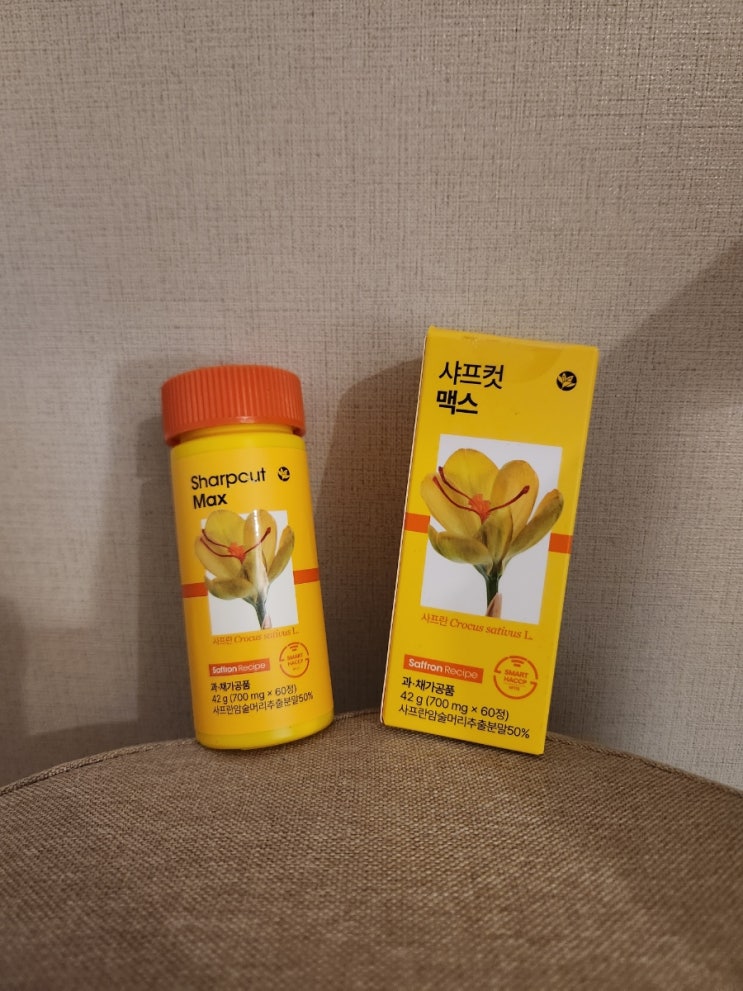 Sharpcut
Max
사프란 Crocus sativus L.
Saffron Recipe
SMART
HACCP
과·채가공품
42 g (700 mg × 60정)
사프란암술머리추출분말50%
샤프컷
맥스
사프란 Crocus sativus L.
Saffron Recipe
SMART
HACCP
과·채가공품
42 g (700 mg × 60정)
사프란암술머리추출분말50%